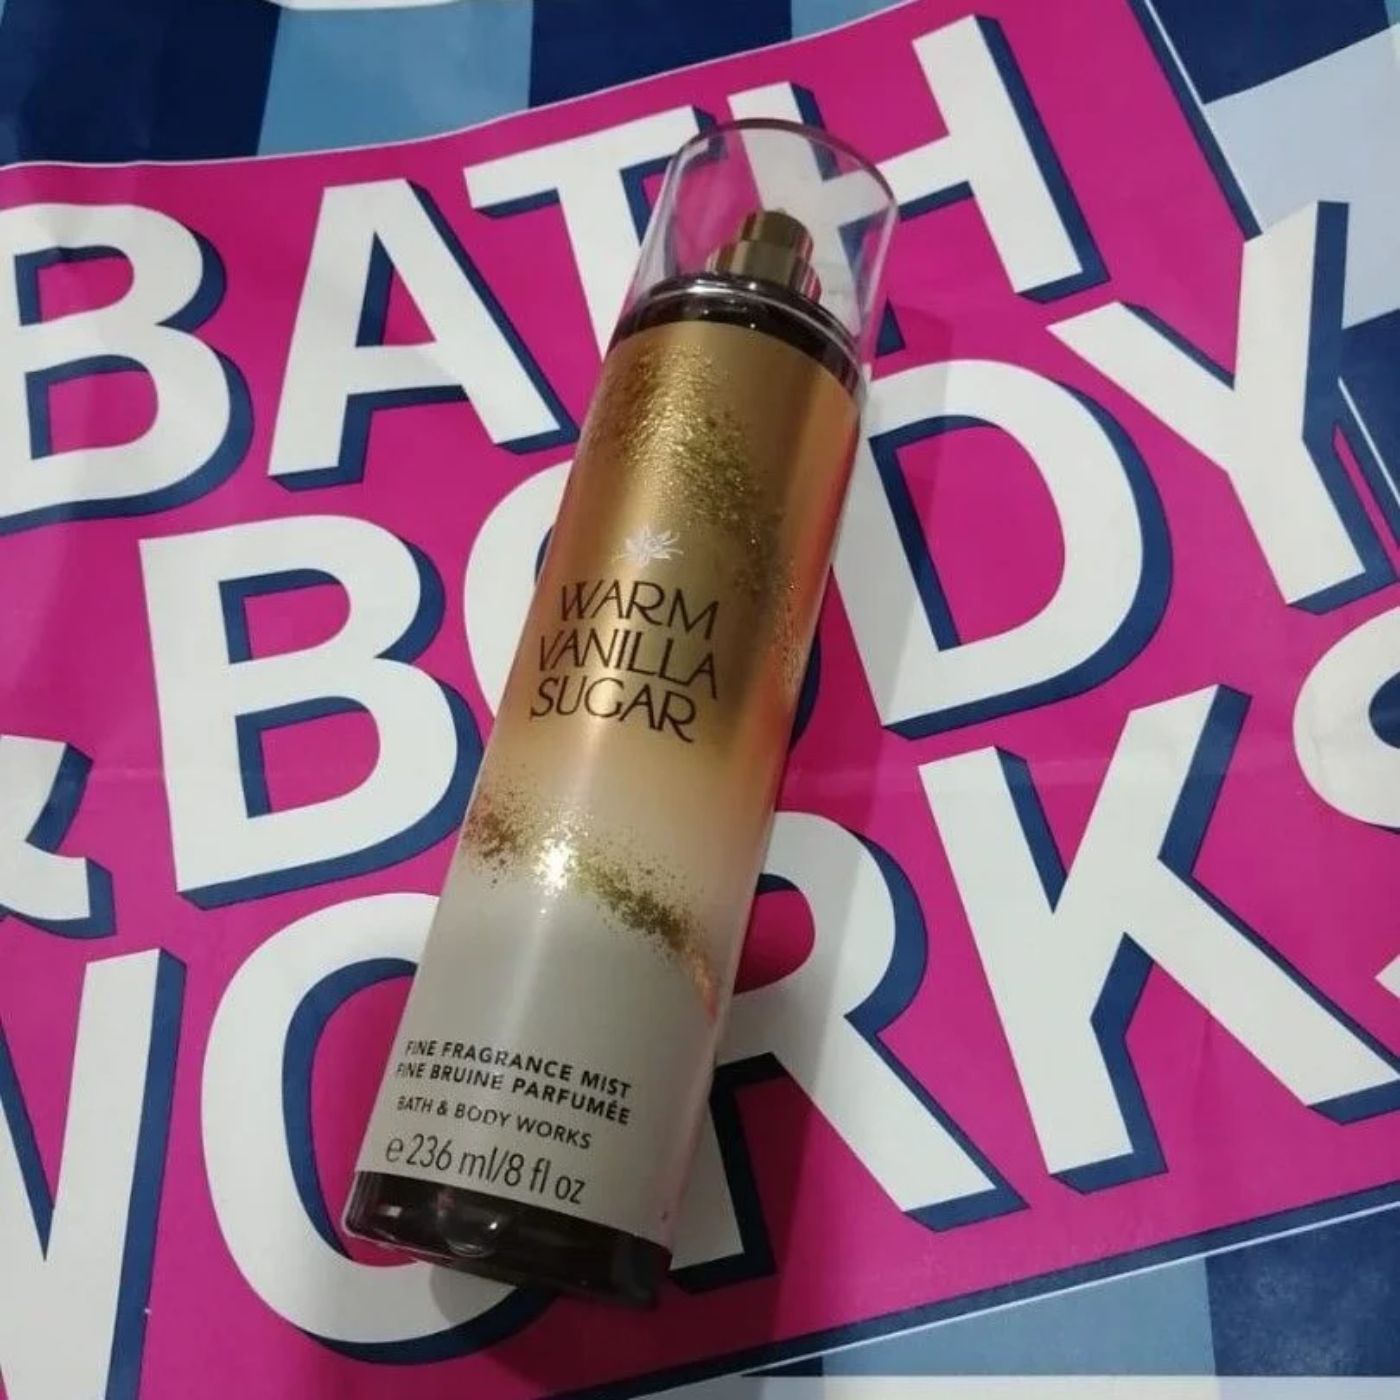 BATH
& BODY
WORKS
WARM
VANILLA
SUGAR
FINE FRAGRANCE MIST
FINE BRUINE PARFUMÉE
BATH & BODY WORKS
e 236 ml/8 fl oz